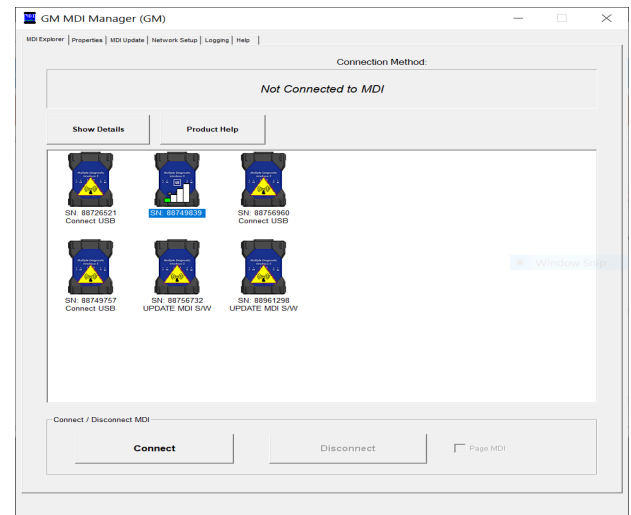 GM MDI Manager (GM)
MDI Explorer Properties MDI Update Network Setup Logging Help
Connection Method:
Not Connected to MDI
Show Details Product Help
SN: 88726521
Connect USB
SN: 88749839
SN: 88756960
Connect USB
SN: 88749757
Connect USB
SN: 88756732
UPDATE MDI S/W
SN: 88961298
UPDATE MDI S/W
Window Snip
Connect / Disconnect MDI
Connect Disconnect Page MDI